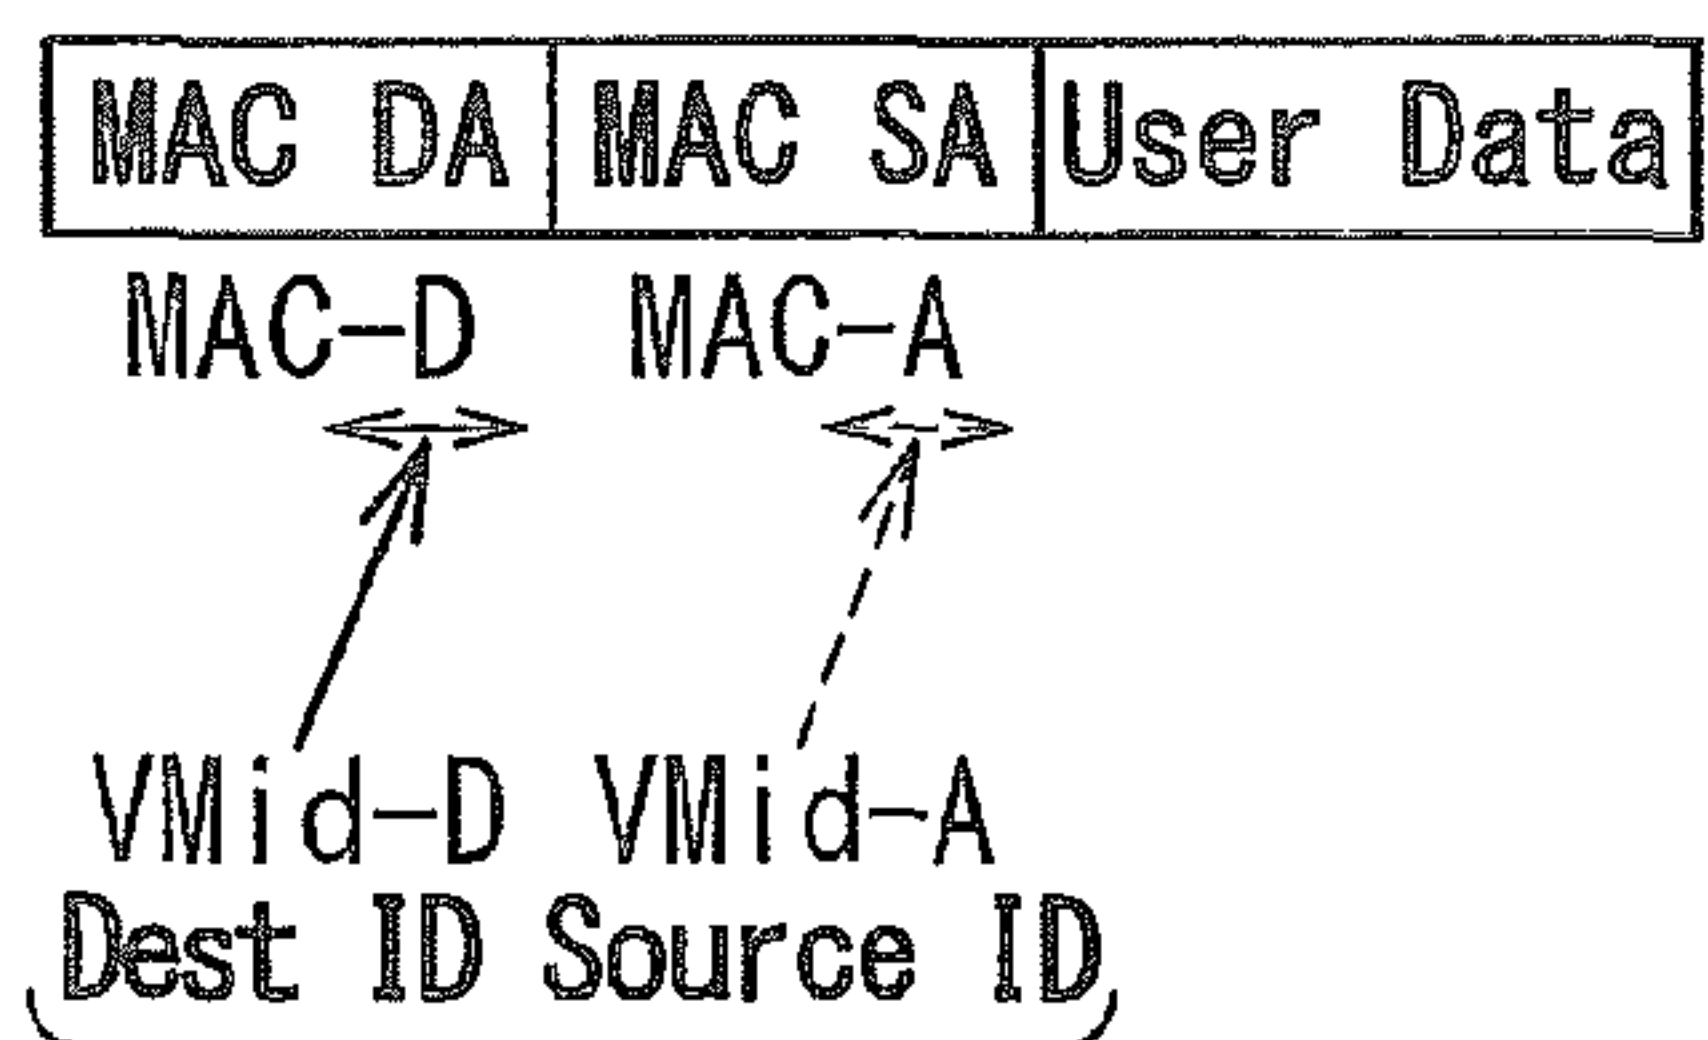 MAC DA MAC SA User Data
MAC-D MAC-A
VMid-D VMid-A
Dest ID Source ID